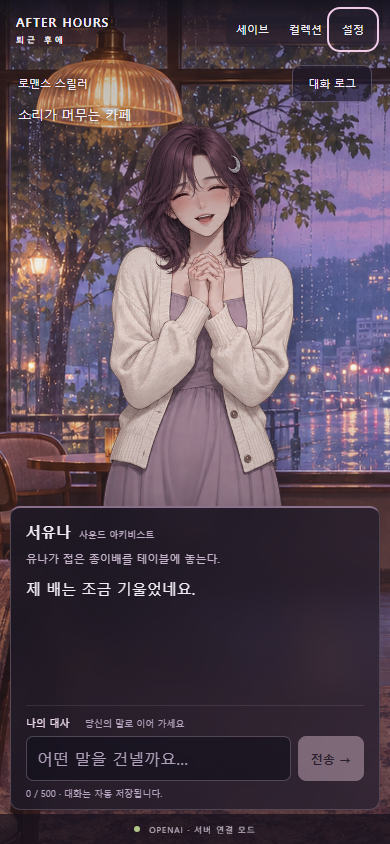 AFTER HOURS
퇴근 후에
세이브 컬렉션 설정
로맨스 스릴러
대화 로그
소리가 머무는 카페
서유나 사운드 아키비스트
유나가 접은 종이배를 테이블에 놓는다.
제 배는 조금 기울었네요.
나의 대사 당신의 말로 이어 가세요
어떤 말을 건넬까요...
전송 →
0 / 500 · 대화는 자동 저장됩니다.
OPENAI · 서버 연결 모드